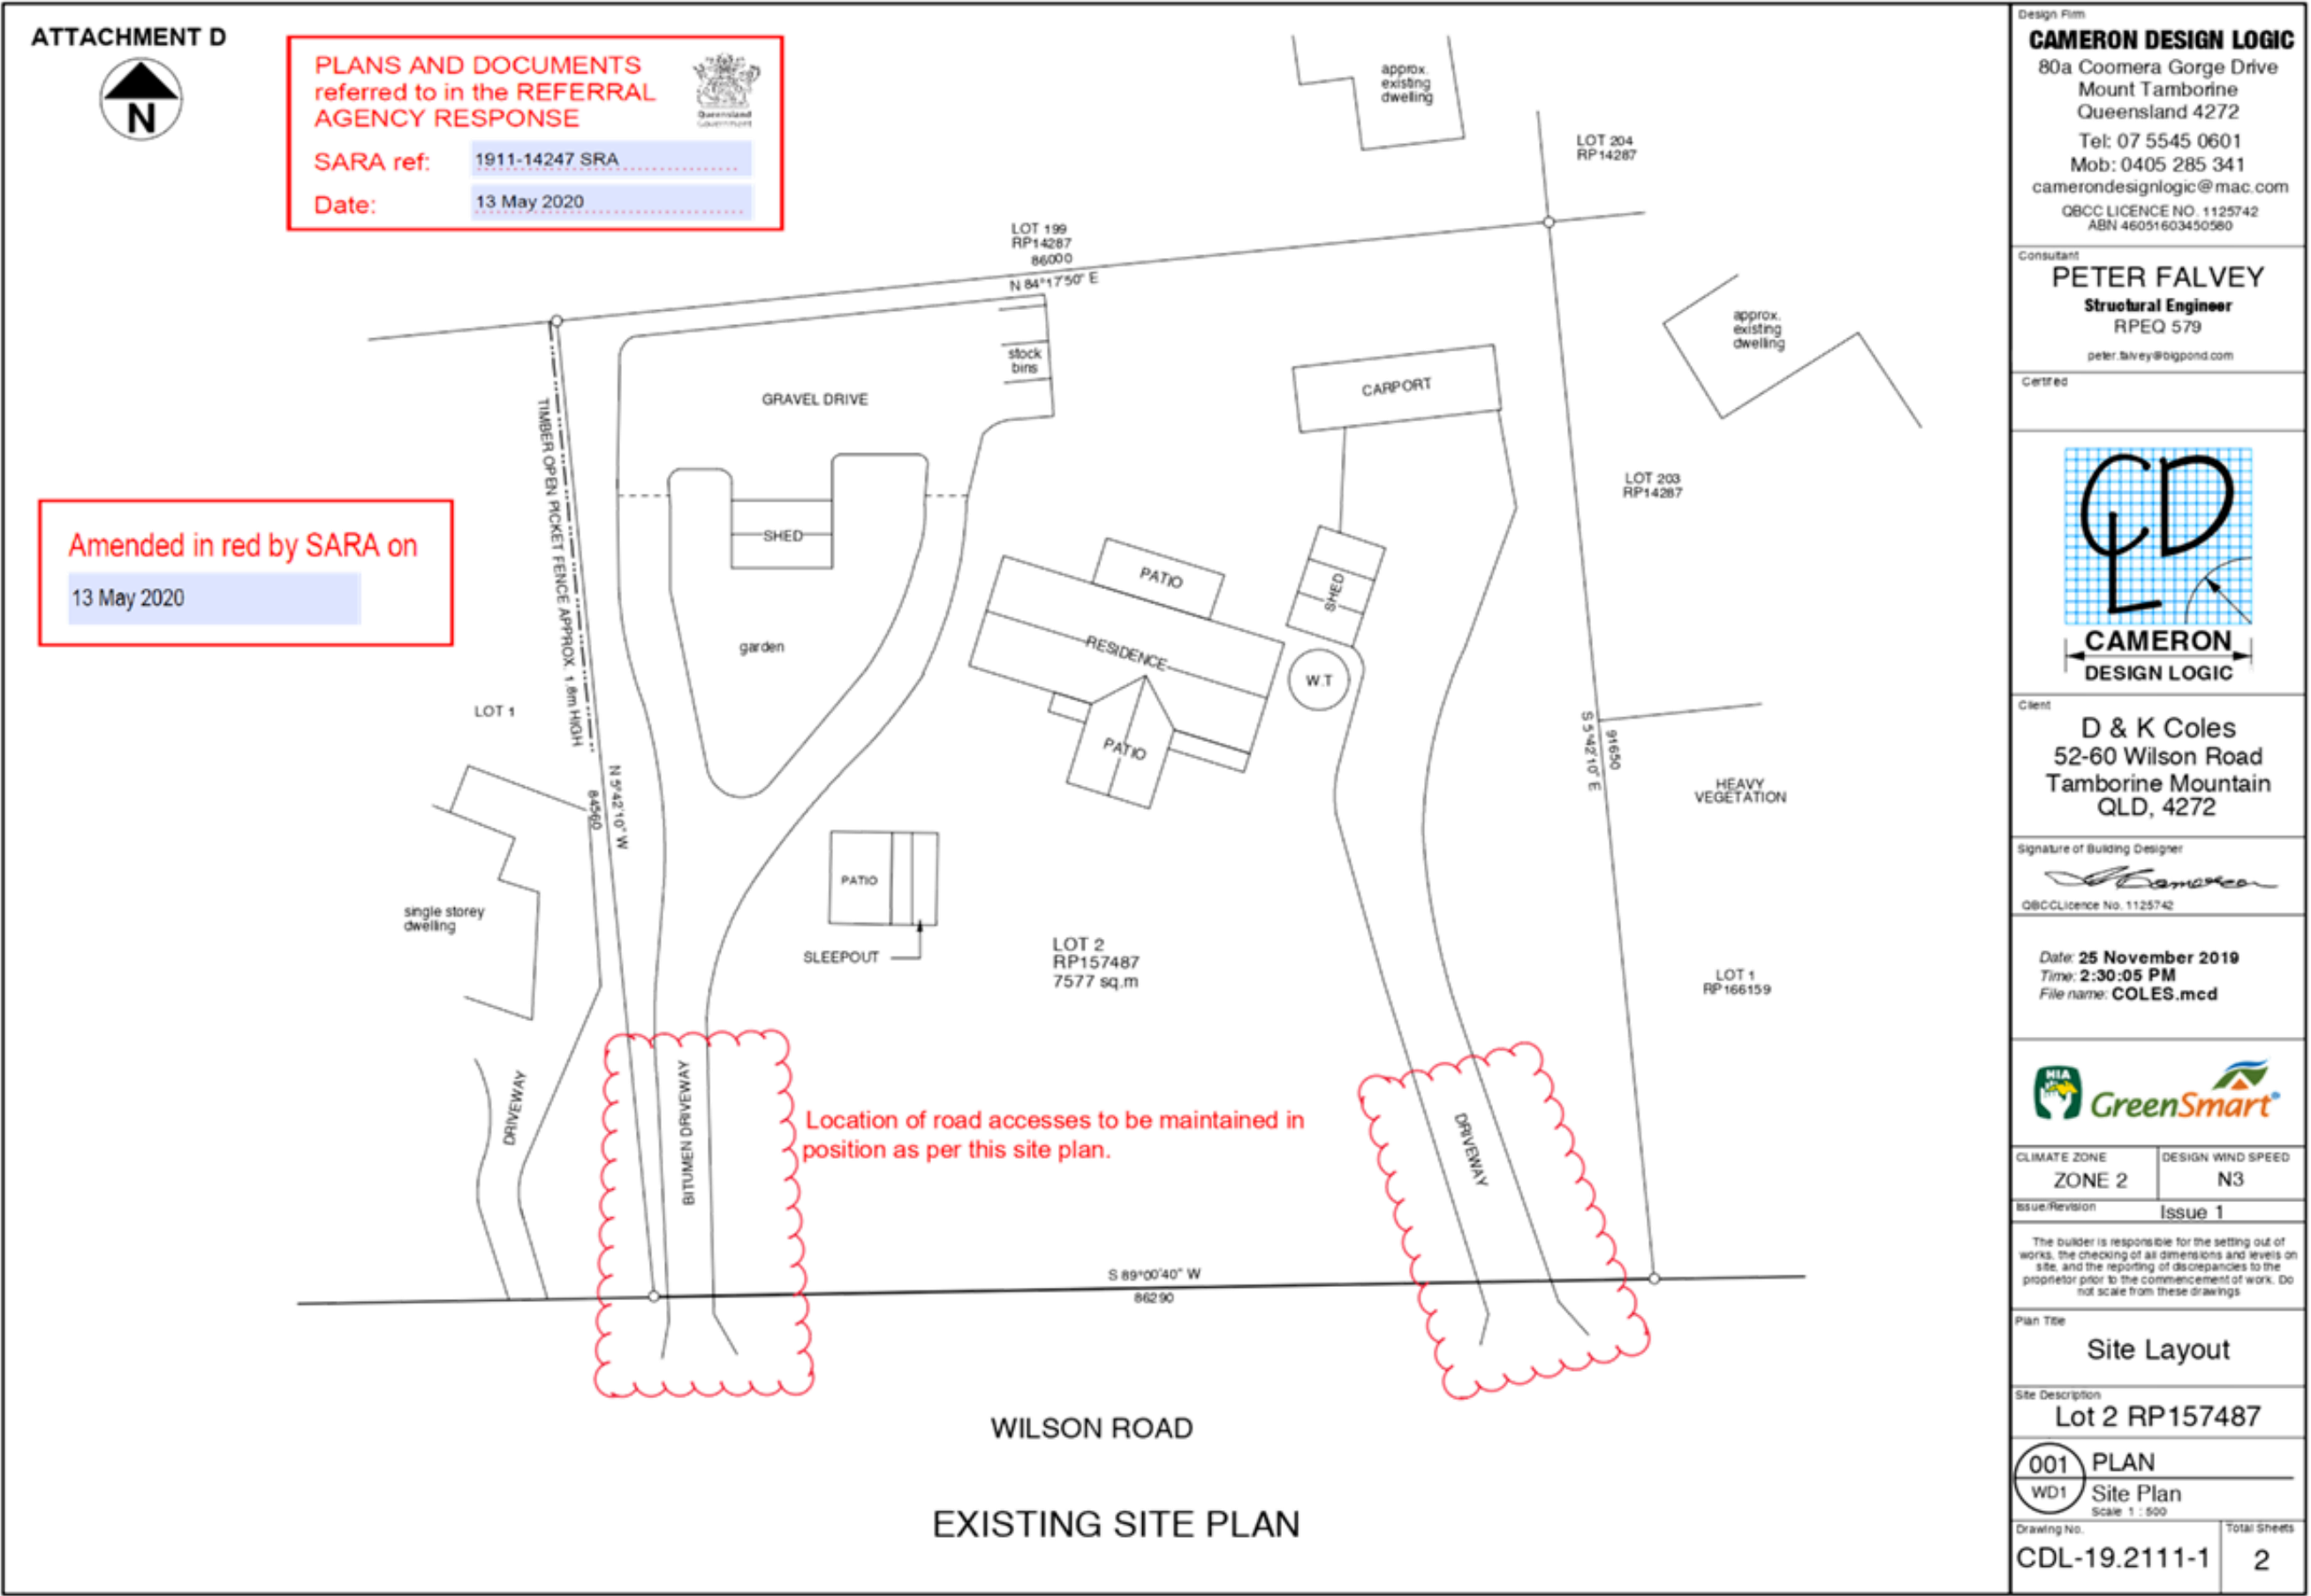 ATTACHMENT D
N
PLANS AND DOCUMENTS
referred to in the REFERRAL
AGENCY RESPONSE
Queensland
Government
SARA ref:
1911-14247 SRA
Date:
13 May 2020
approx.
existing
dwelling
LOT 204
RP14287
LOT 199
RP14287
86000
N 84°17'50" E
stock
bins
GRAVEL DRIVE
CARPORT
approx.
existing
dwelling
TIMBER OPEN PICKET FENCE APPROX. 1.8m HIGH
LOT 203
RP14287
Amended in red by SARA on
13 May 2020
SHED
PATIO
SHED
garden
RESIDENCE
W.T
LOT 1
PATIO
S 5°42'10" E
91650
N 5°42'10" W
84560
HEAVY
VEGETATION
PATIO
single storey
dwelling
SLEEPOUT
LOT 2
RP157487
7577 sq.m
LOT 1
RP166159
DRIVEWAY
BITUMEN DRIVEWAY
Location of road accesses to be maintained in
position as per this site plan.
DRIVEWAY
S 89°00'40" W
86290
WILSON ROAD
EXISTING SITE PLAN
Design Firm
CAMERON DESIGN LOGIC
80a Coomera Gorge Drive
Mount Tamborine
Queensland 4272
Tel: 07 5545 0601
Mob: 0405 285 341
camerondesignlogic@mac.com
QBCC LICENCE NO. 1125742
ABN 46051603450580
Consultant
PETER FALVEY
Structural Engineer
RPEQ 579
peter.falvey@bigpond.com
Certified
CDL
CAMERON
DESIGN LOGIC
Client
D & K Coles
52-60 Wilson Road
Tamborine Mountain
QLD, 4272
Signature of Building Designer
QBCCLicence No. 1125742
Date: 25 November 2019
Time: 2:30:05 PM
File name: COLES.mcd
HIA
GreenSmart
CLIMATE ZONE
ZONE 2
DESIGN WIND SPEED
N3
Issue/Revision
Issue 1
The builder is responsible for the setting out of
works, the checking of all dimensions and levels on
site, and the reporting of discrepancies to the
proprietor prior to the commencement of work. Do
not scale from these drawings
Plan Title
Site Layout
Site Description
Lot 2 RP157487
001
WD1
PLAN
Site Plan
Scale 1 : 500
Drawing No.
CDL-19.2111-1
Total Sheets
2